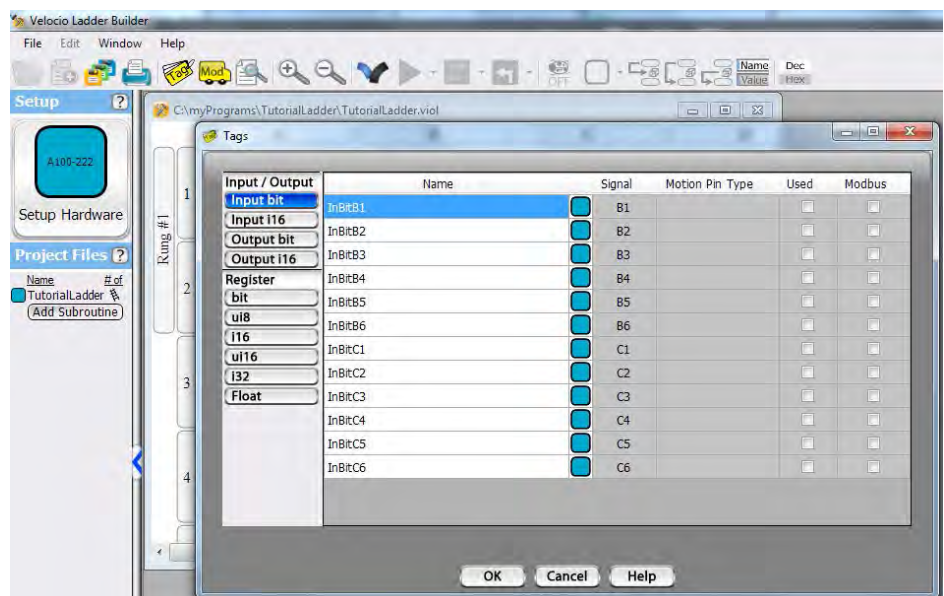 Velocio Ladder Builder
File Edit Window Help
Tag Mod OFF Name Value Dec Hex
Setup ?
A100-222
Setup Hardware
Project Files ?
Name # of
TutorialLadder
Add Subroutine
C:\myPrograms\TutorialLadder\TutorialLadder.viol
Rung #1
1
2
3
4
Tags
Input / Output
Input bit
Input i16
Output bit
Output i16
Register
bit
ui8
i16
ui16
i32
Float
Name Signal Motion Pin Type Used Modbus
InBitB1 B1
InBitB2 B2
InBitB3 B3
InBitB4 B4
InBitB5 B5
InBitB6 B6
InBitC1 C1
InBitC2 C2
InBitC3 C3
InBitC4 C4
InBitC5 C5
InBitC6 C6
OK Cancel Help